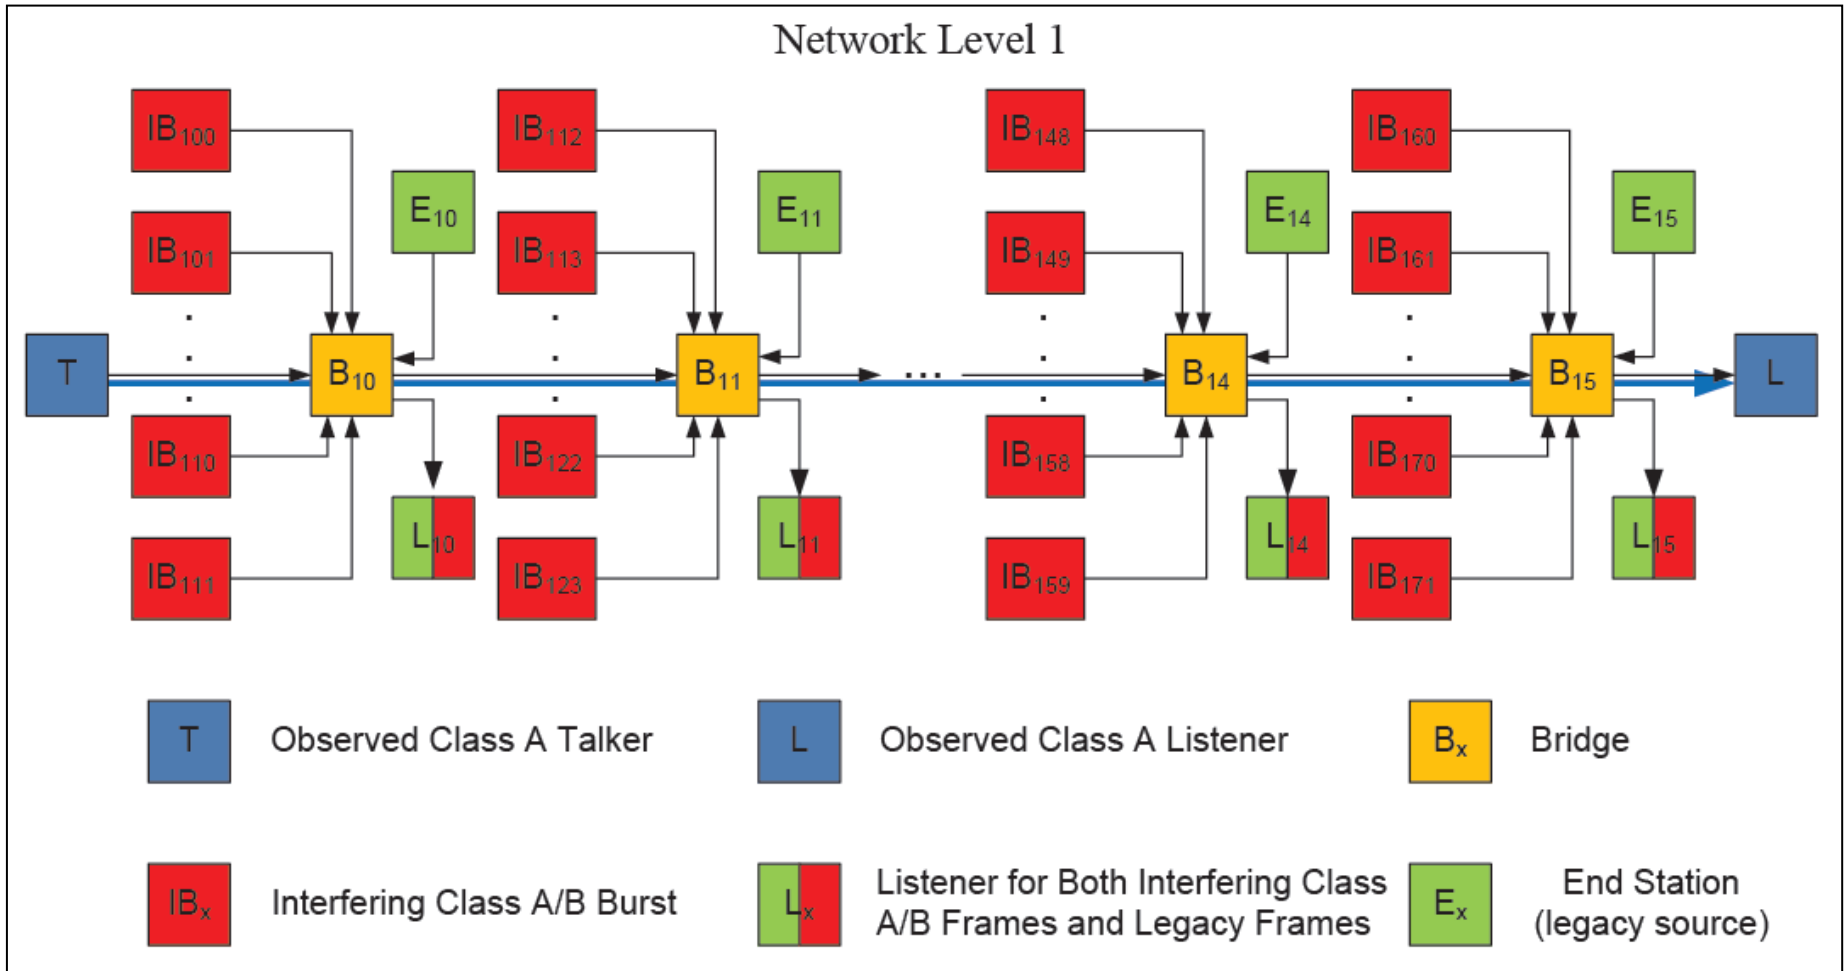 Network Level 1
IB100
IB112
IB148
IB160
E10
E11
E14
E15
IB101
IB113
IB149
IB161
T
B10
B11
...
B14
B15
L
IB110
IB122
IB158
IB170
L10
L11
L14
L15
IB111
IB123
IB159
IB171
T
Observed Class A Talker
L
Observed Class A Listener
Bx
Bridge
IBx
Interfering Class A/B Burst
Lx
Listener for Both Interfering Class
A/B Frames and Legacy Frames
Ex
End Station
(legacy source)